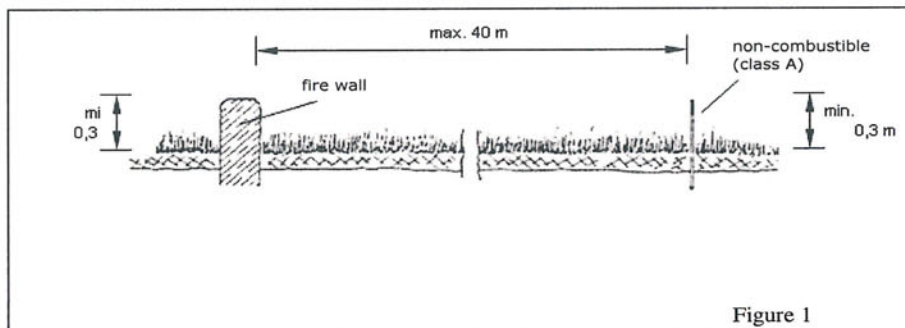 max. 40 m
non-combustible
(class A)
fire wall
mi
0,3
min.
0,3 m
Figure 1